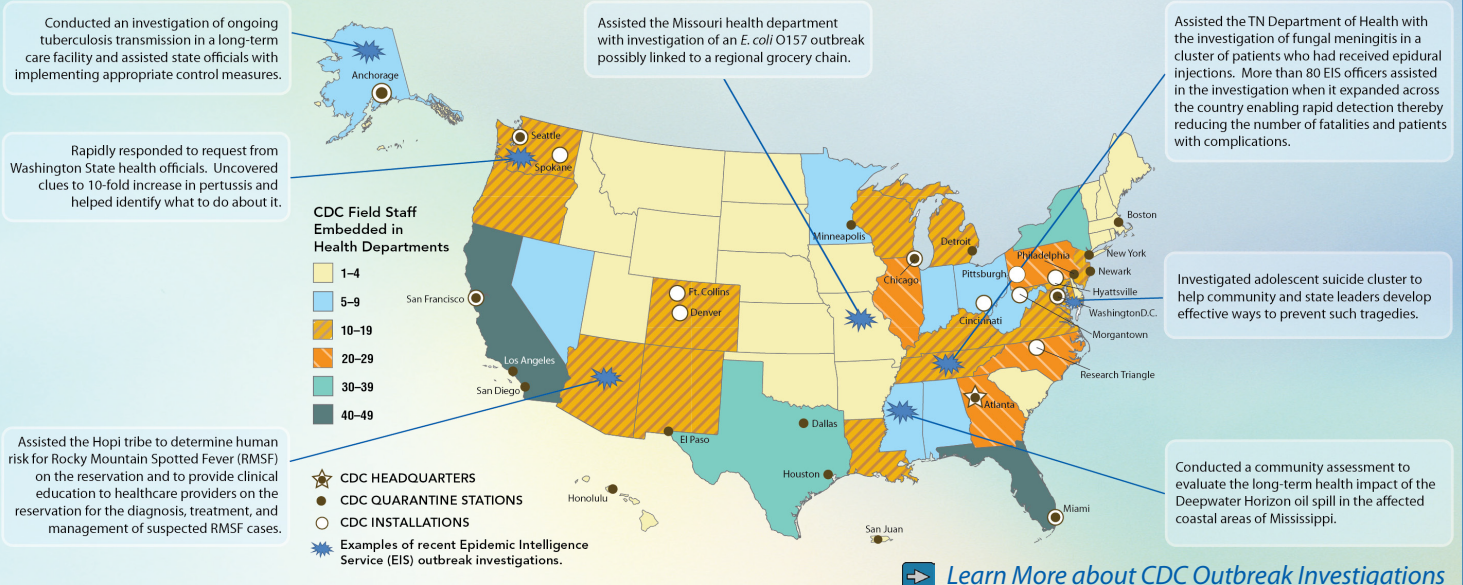 Conducted an investigation of ongoing
tuberculosis transmission in a long-term
care facility and assisted state officials with
implementing appropriate control measures.
Assisted the Missouri health department
with investigation of an E. coli O157 outbreak
possibly linked to a regional grocery chain.
Assisted the TN Department of Health with
the investigation of fungal meningitis in a
cluster of patients who had received epidural
injections. More than 80 EIS officers assisted
in the investigation when it expanded across
the country enabling rapid detection thereby
reducing the number of fatalities and patients
with complications.
Rapidly responded to request from
Washington State health officials. Uncovered
clues to 10-fold increase in pertussis and
helped identify what to do about it.
Anchorage
Seattle
Spokane
Minneapolis
Detroit
Chicago
Boston
New York
Philadelphia
Newark
Pittsburgh
Hyattsville
WashingtonD.C.
Cincinnati
Morgantown
Research Triangle
Ft. Collins
Denver
San Francisco
Los Angeles
San Diego
Atlanta
Dallas
El Paso
Houston
Miami
Honolulu
San Juan
CDC Field Staff
Embedded in
Health Departments
1–4
5–9
10–19
20–29
30–39
40–49
Investigated adolescent suicide cluster to
help community and state leaders develop
effective ways to prevent such tragedies.
Assisted the Hopi tribe to determine human
risk for Rocky Mountain Spotted Fever (RMSF)
on the reservation and to provide clinical
education to healthcare providers on the
reservation for the diagnosis, treatment, and
management of suspected RMSF cases.
CDC HEADQUARTERS
CDC QUARANTINE STATIONS
CDC INSTALLATIONS
Examples of recent Epidemic Intelligence
Service (EIS) outbreak investigations.
Conducted a community assessment to
evaluate the long-term health impact of the
Deepwater Horizon oil spill in the affected
coastal areas of Mississippi.
Learn More about CDC Outbreak Investigations